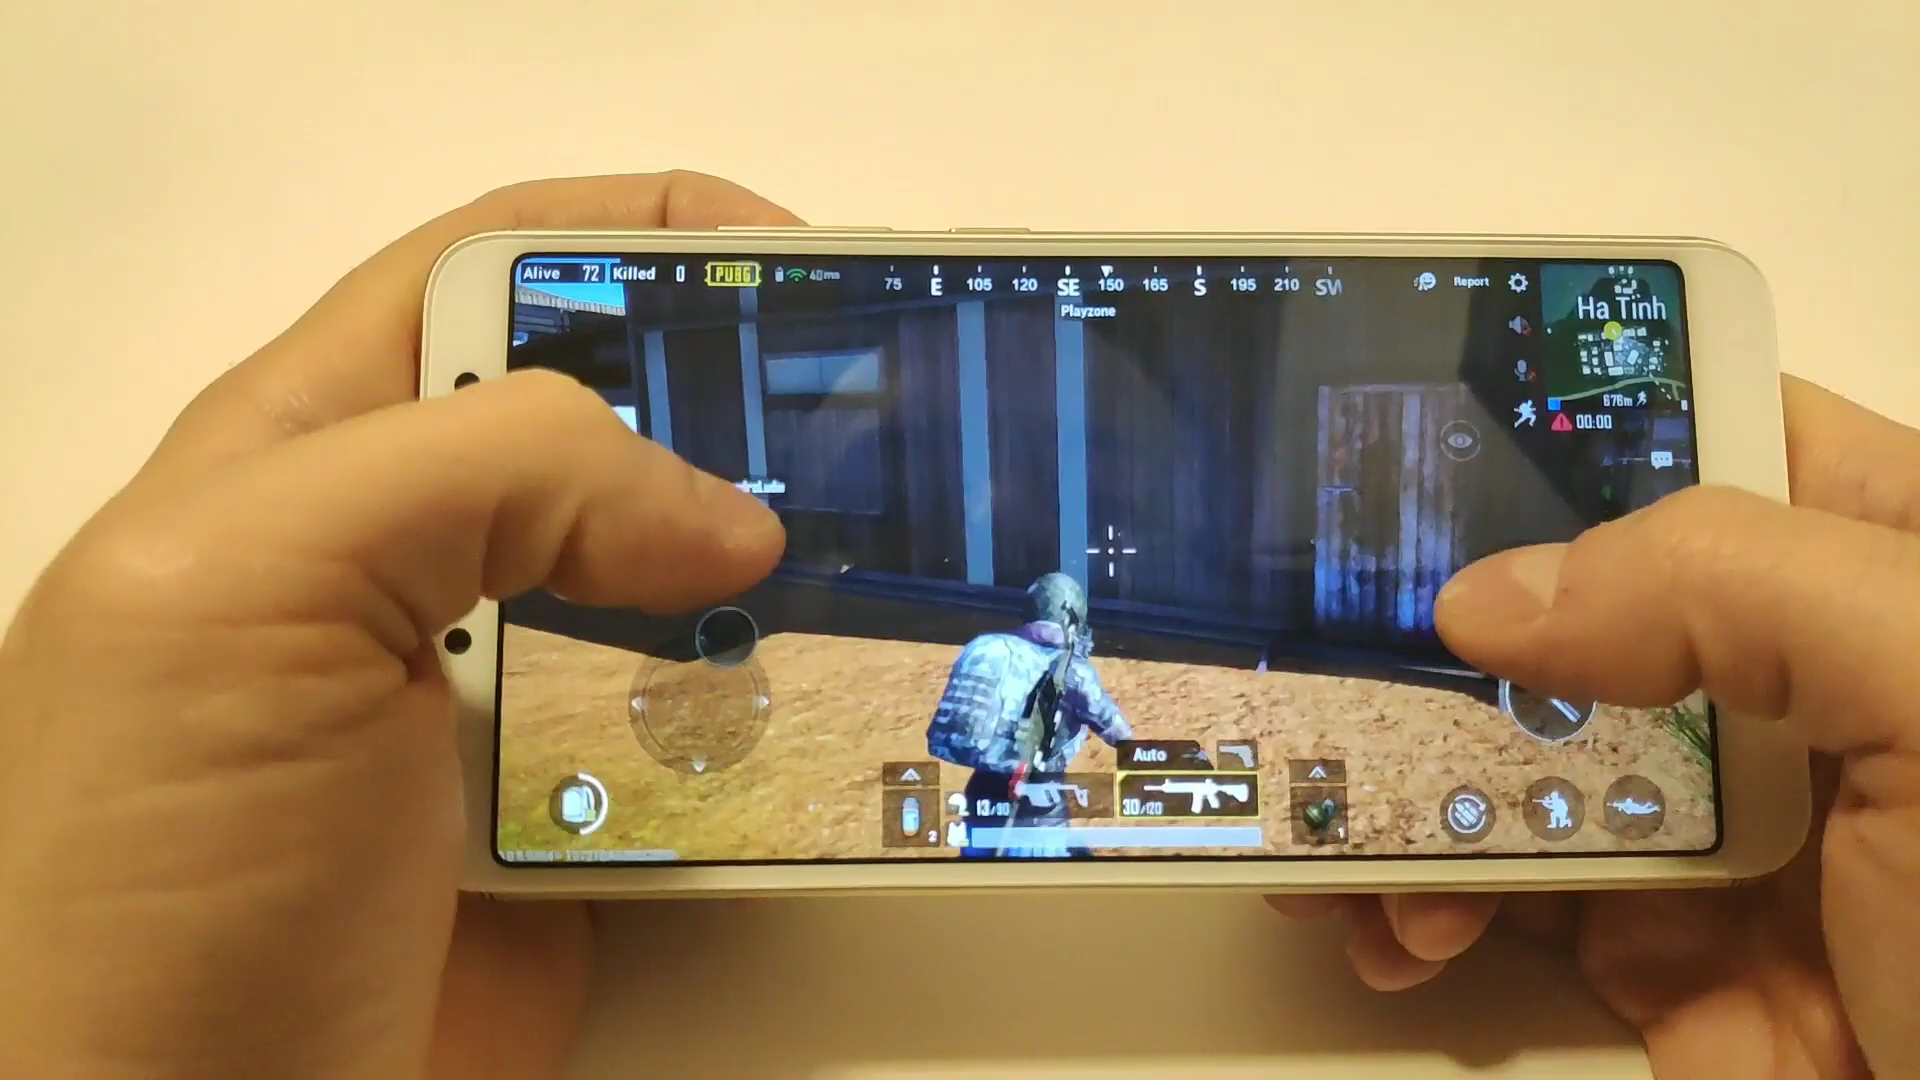 Alive 72 Killed 0 PUBG 40ms
75 E 105 120 SE 150 165 S 195 210 SW
Report
Playzone
Ha Tinh
676m
00:00
Auto
13/90
30/120
2
1